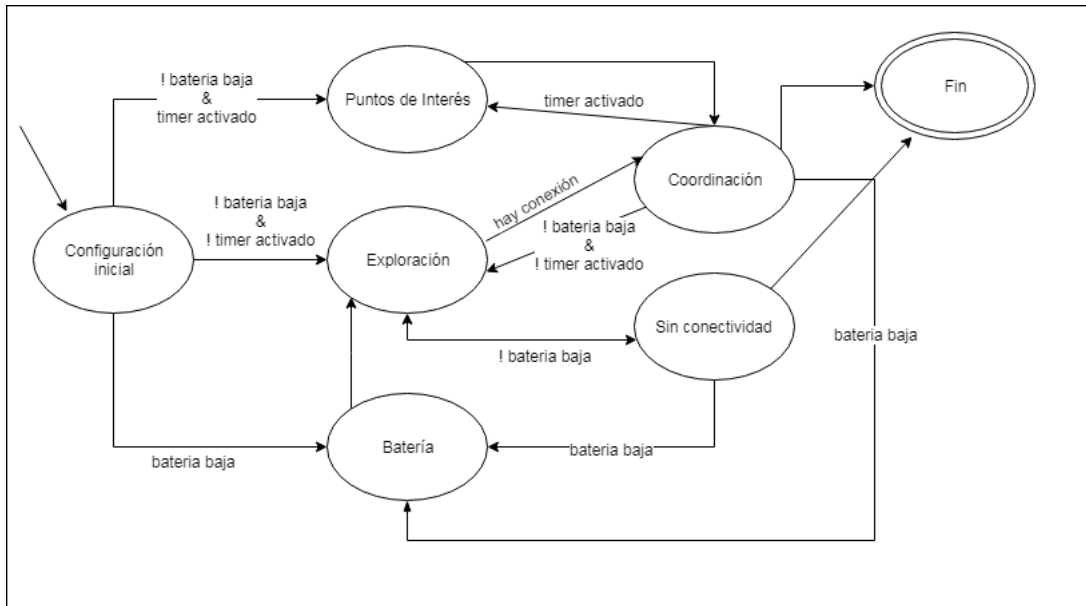 ! bateria baja
&
timer activado
Puntos de Interés
timer activado
Fin
Coordinación
hay conexión
! bateria baja
&
! timer activado
Configuración
inicial
Exploración
! bateria baja
&
! timer activado
Sin conectividad
! bateria baja
bateria baja
bateria baja
Batería
bateria baja